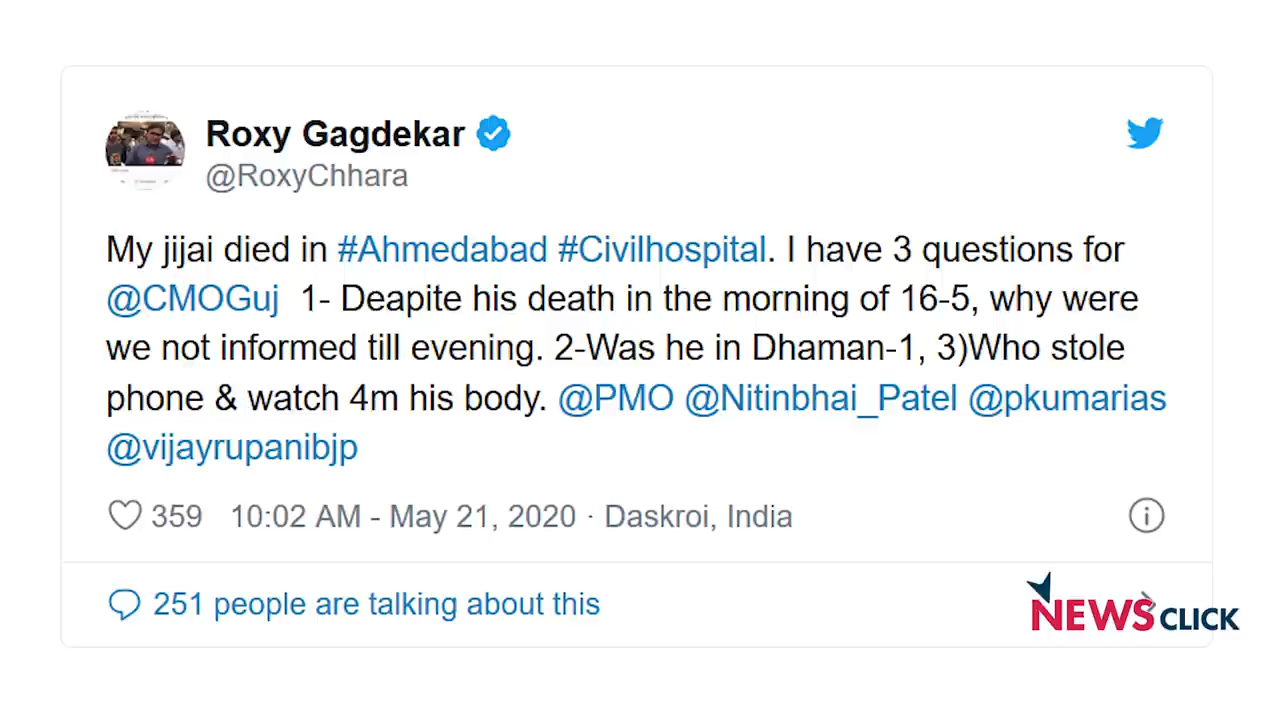 Roxy Gagdekar
@RoxyChhara
My jijai died in #Ahmedabad #Civilhospital. I have 3 questions for
@CMOGuj 1- Deapite his death in the morning of 16-5, why were
we not informed till evening. 2-Was he in Dhaman-1, 3)Who stole
phone & watch 4m his body. @PMO @Nitinbhai_Patel @pkumarias
@vijayrupanibjp
359 10:02 AM - May 21, 2020 · Daskroi, India
251 people are talking about this
NEWSCLICK